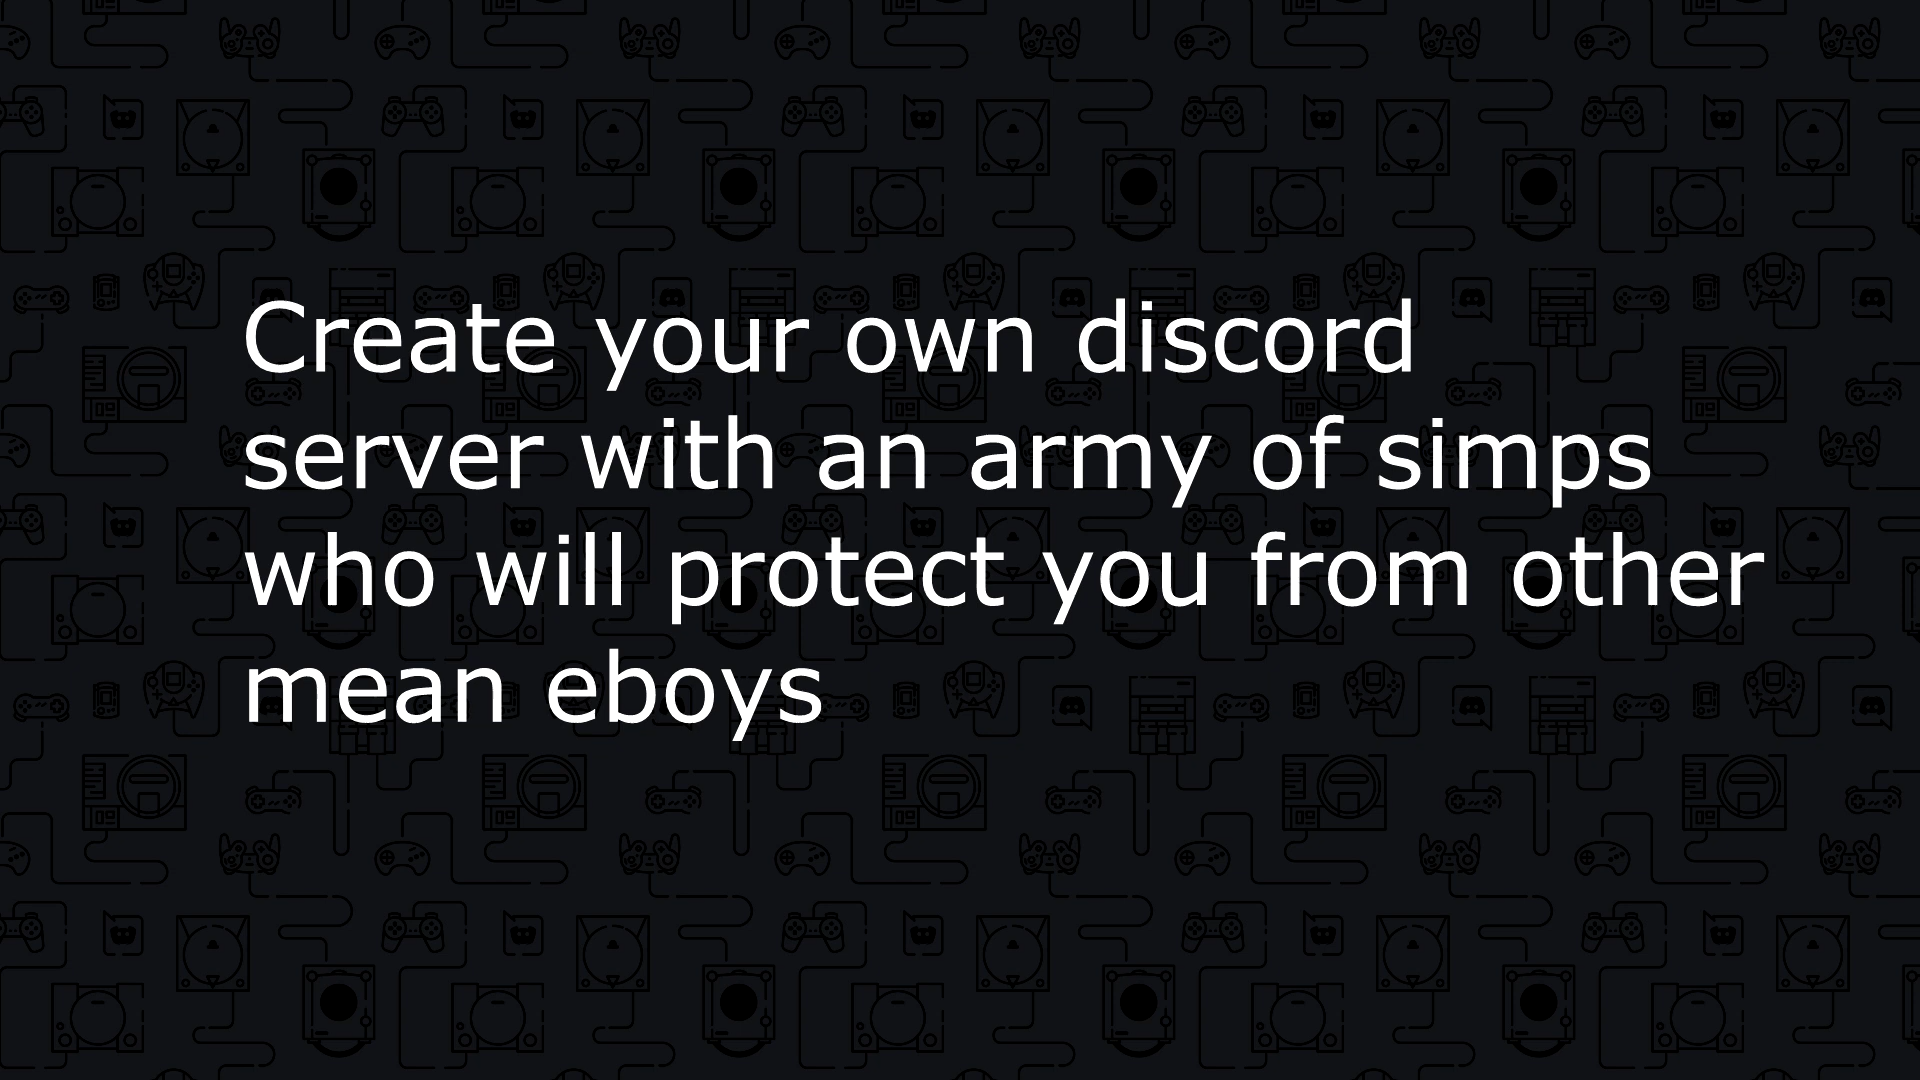 Create your own discord
server with an army of simps
who will protect you from other
mean eboys